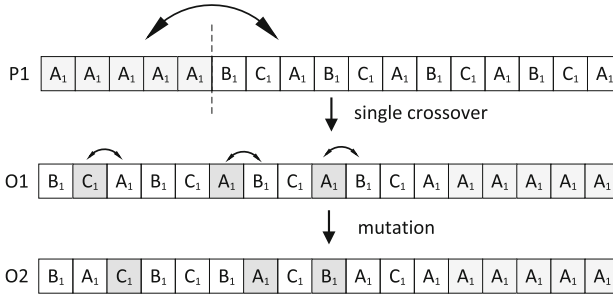 P1 A₁ A₁ A₁ A₁ A₁ B₁ C₁ A₁ B₁ C₁ A₁ B₁ C₁ A₁ B₁ C₁ A₁
single crossover
O1 B₁ C₁ A₁ B₁ C₁ A₁ B₁ C₁ A₁ B₁ C₁ A₁ A₁ A₁ A₁ A₁ A₁
mutation
O2 B₁ A₁ C₁ B₁ C₁ B₁ A₁ C₁ B₁ A₁ C₁ A₁ A₁ A₁ A₁ A₁ A₁